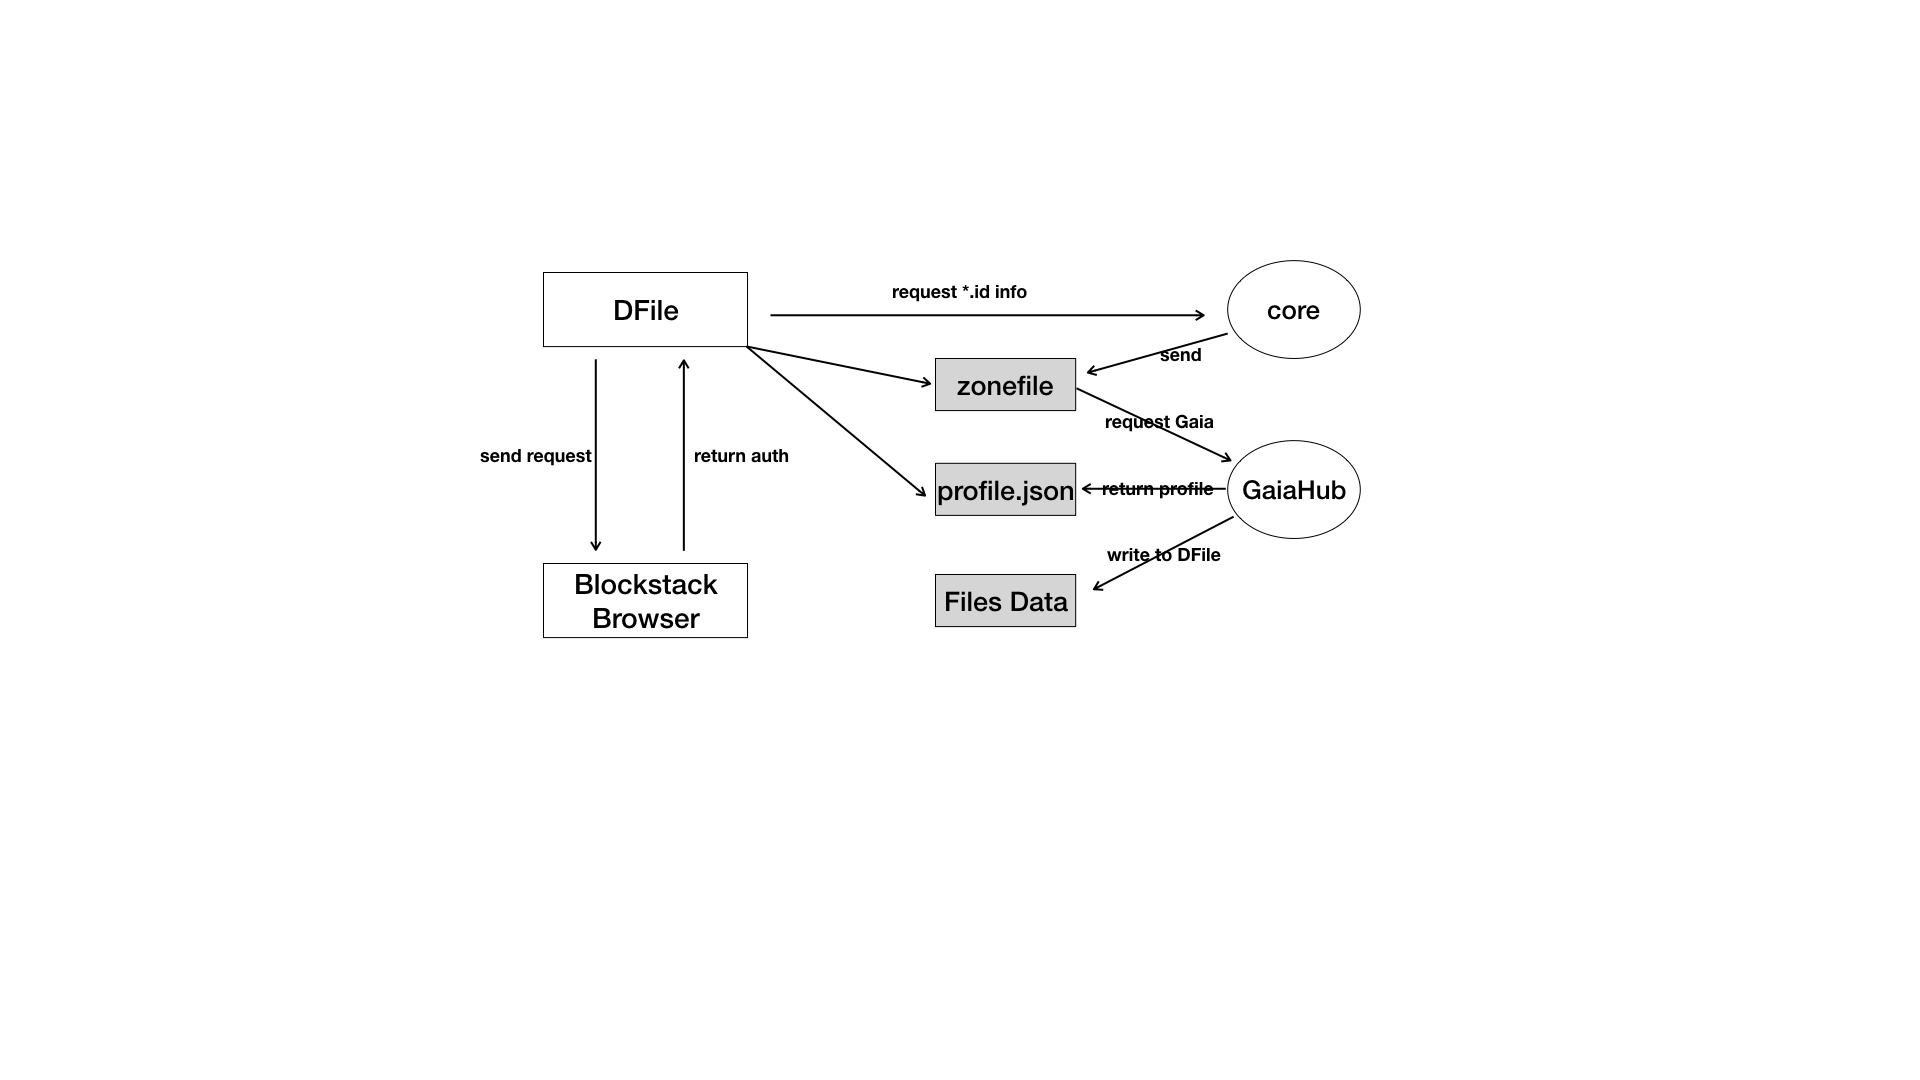 DFile
request *.id info
core
send
zonefile
request Gaia
send request
return auth
profile.json
return profile
GaiaHub
write to DFile
Blockstack
Browser
Files Data